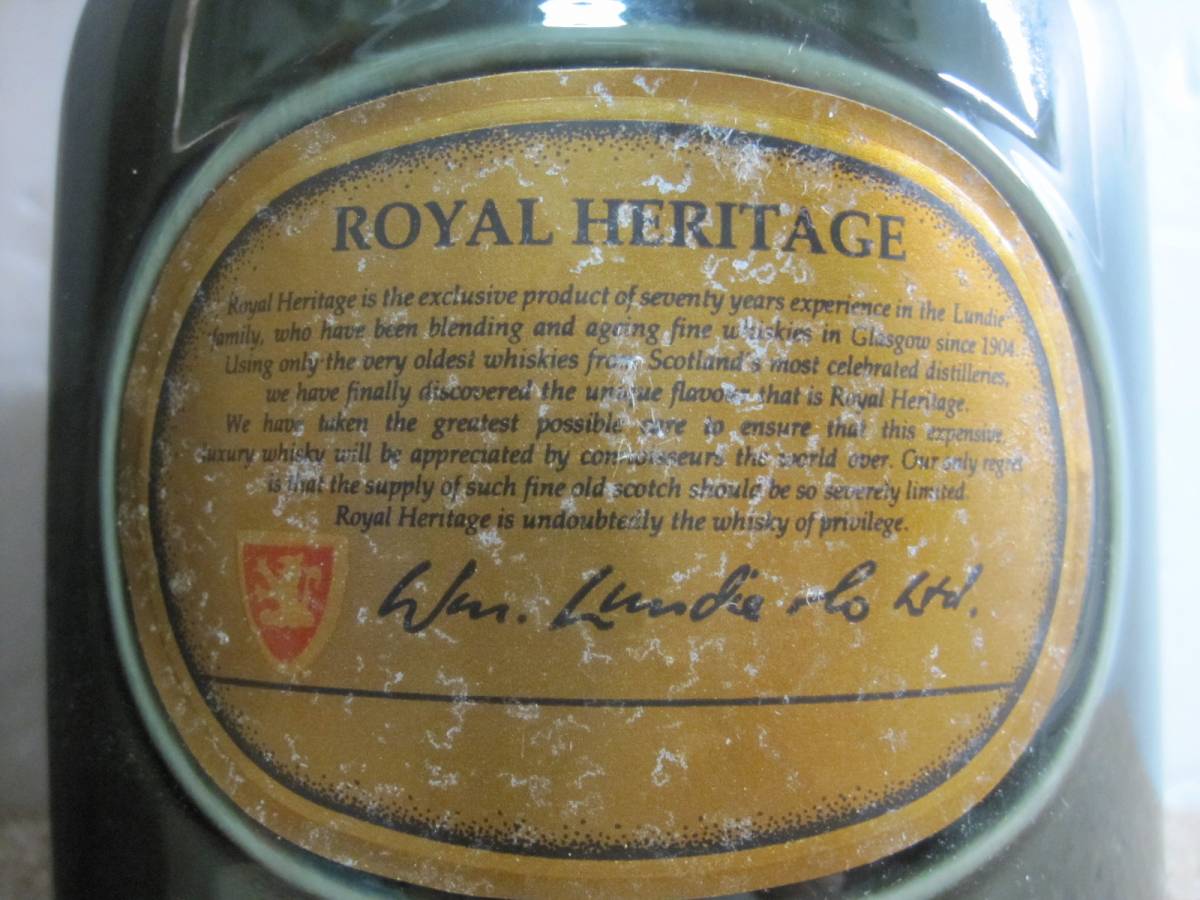 ROYAL HERITAGE
Royal Heritage is the exclusive product of seventy years experience in the Lundie
family, who have been blending and ageing fine whiskies in Glasgow since 1904.
Using only the very oldest whiskies from Scotland's most celebrated distilleries,
we have finally discovered the unique flavour that is Royal Heritage.
We have taken the greatest possible care to ensure that this expensive,
luxury whisky will be appreciated by connoisseurs the world over. Our only regret
is that the supply of such fine old scotch should be so severely limited.
Royal Heritage is undoubtedly the whisky of privilege.
Wm. Lundie & Co Ltd.